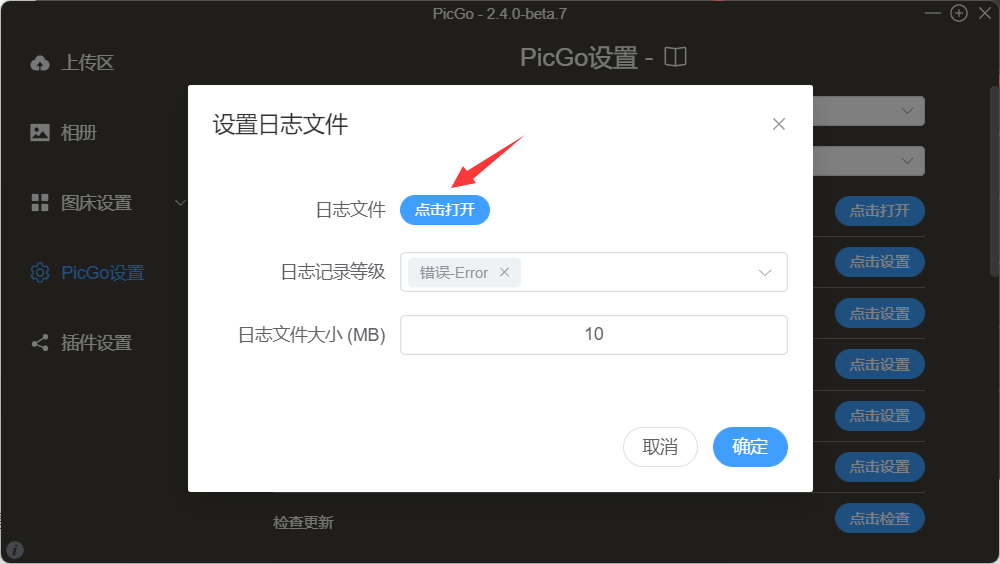 PicGo - 2.4.0-beta.7
上传区
PicGo设置 -
相册
设置日志文件
图床设置
日志文件 点击打开
点击打开
PicGo设置
日志记录等级 错误-Error
点击设置
点击设置
插件设置
日志文件大小 (MB) 10
点击设置
点击设置
取消 确定
点击设置
检查更新 点击检查